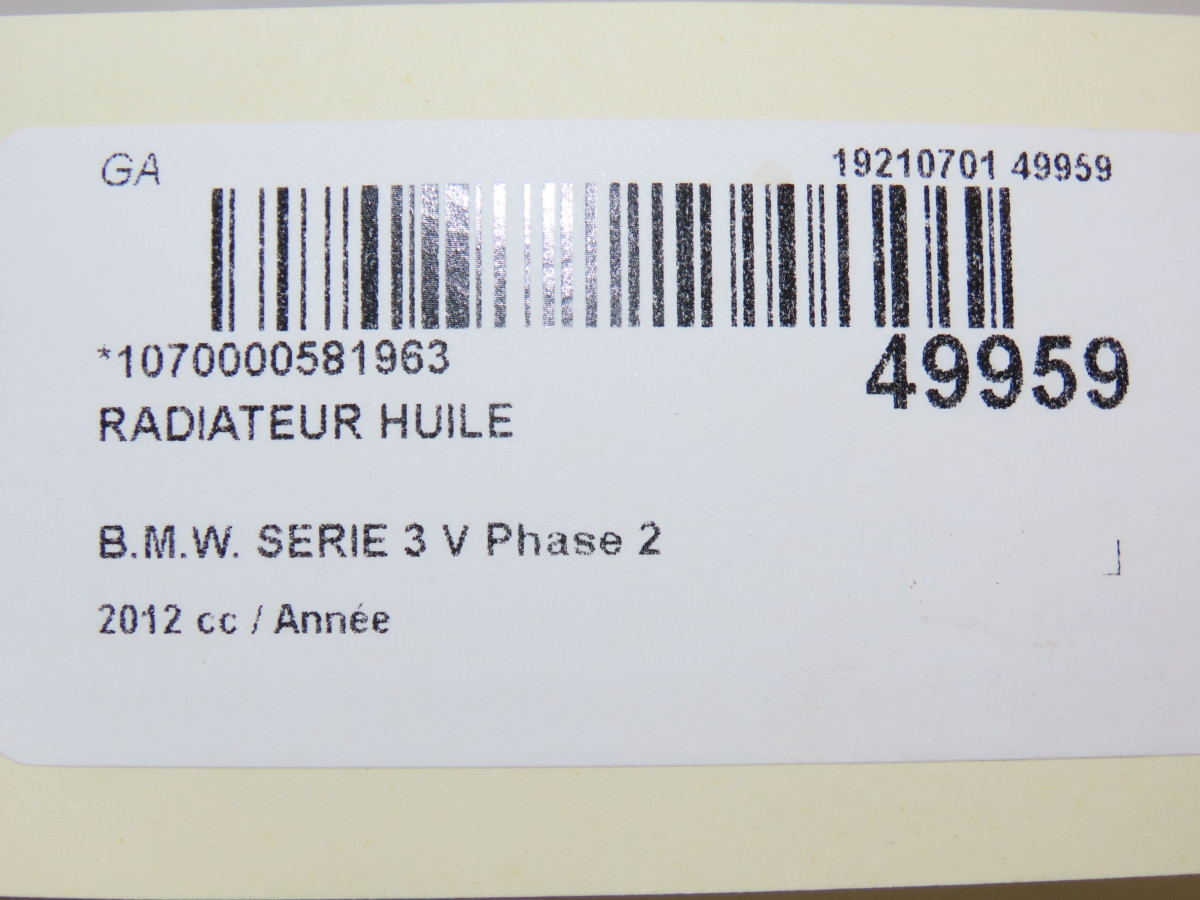 GA
19210701 49959
*1070000581963
49959
RADIATEUR HUILE
B.M.W. SERIE 3 V Phase 2
2012 cc / Année